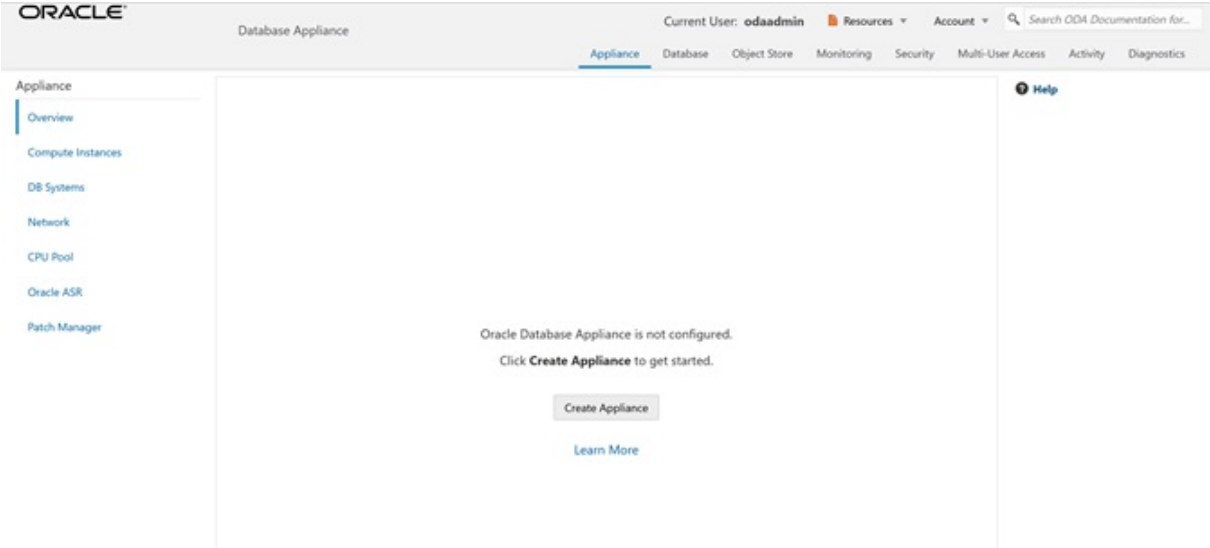 ORACLE®
Database Appliance
Current User: odaadmin Resources Account Search ODA Documentation for...
Appliance Database Object Store Monitoring Security Multi-User Access Activity Diagnostics
Appliance
Overview
Compute Instances
DB Systems
Network
CPU Pool
Oracle ASR
Patch Manager
Oracle Database Appliance is not configured.
Click Create Appliance to get started.
Create Appliance
Learn More
Help